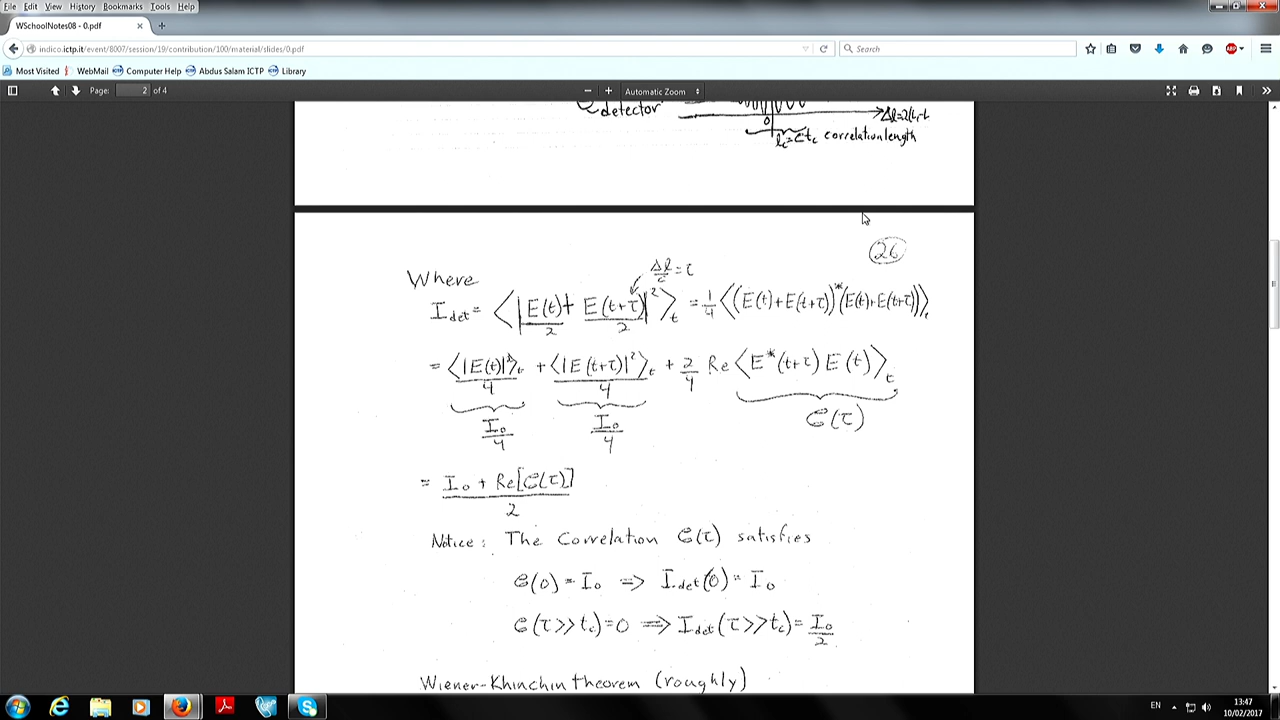 File Edit View History Bookmarks Tools Help
WSchoolNotes08 - 0.pdf
indico.ictp.it/event/8007/session/19/contribution/100/material/slides/0.pdf
Search
Most Visited WebMail Computer Help Abdus Salam ICTP Library
Page: 2 of 4 Automatic Zoom
detector
0
l_c = ct_c correlation length
26
Where Δl/c = τ
I_det = ⟨|E(t)/2 + E(t+τ)/2|²⟩_t = 1/4 ⟨(E(t)+E(t+τ))*(E(t)+E(t+τ))⟩_t
= ⟨|E(t)|²⟩_t/4 + ⟨|E(t+τ)|²⟩_t/4 + 2/4 Re ⟨E*(t+τ) E(t)⟩_t
I₀/4 I₀/4 C(τ)
= (I₀ + Re[C(τ)])/2
Notice: The Correlation C(τ) satisfies
C(0) = I₀ ⟹ I_det(0) = I₀
C(τ>>t_c) = 0 ⟹ I_det(τ>>t_c) = I₀/2
Wiener-Khinchin theorem (roughly)
EN 13:47
10/02/2017